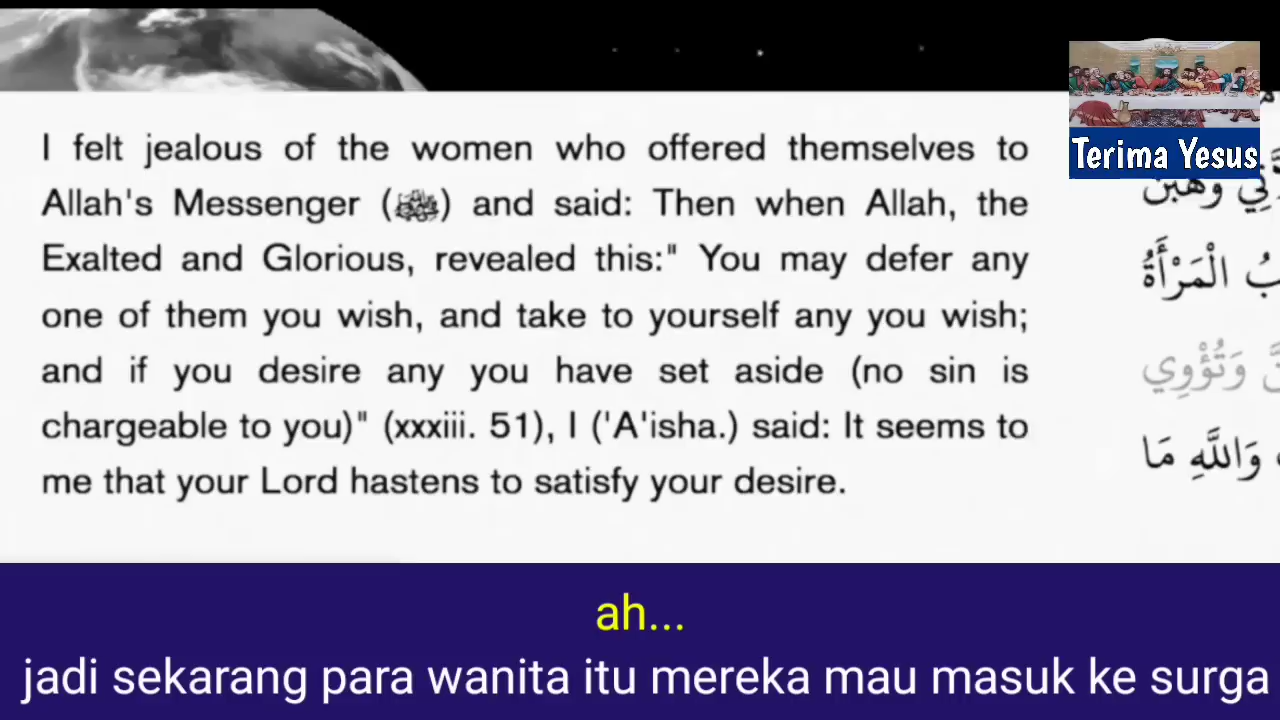 I felt jealous of the women who offered themselves to
Allah's Messenger (ﷺ) and said: Then when Allah, the
Exalted and Glorious, revealed this:" You may defer any
one of them you wish, and take to yourself any you wish;
and if you desire any you have set aside (no sin is
chargeable to you)" (xxxiii. 51), I ('A'isha.) said: It seems to
me that your Lord hastens to satisfy your desire.
Terima Yesus
الْمَرْأَةُ
وَتُؤْوِي
وَاللَّهِ مَا
ah...
jadi sekarang para wanita itu mereka mau masuk ke surga